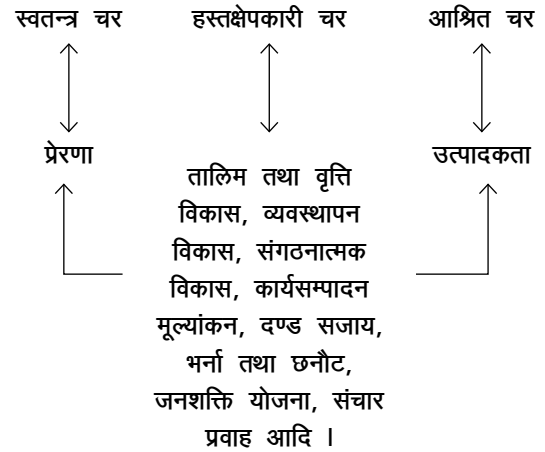 स्वतन्त्र चर हस्तक्षेपकारी चर आश्रित चर
प्रेरणा उत्पादकता
तालिम तथा वृत्ति
विकास, व्यवस्थापन
विकास, संगठनात्मक
विकास, कार्यसम्पादन
मूल्यांकन, दण्ड सजाय,
भर्ना तथा छनौट,
जनशक्ति योजना, संचार
प्रवाह आदि ।